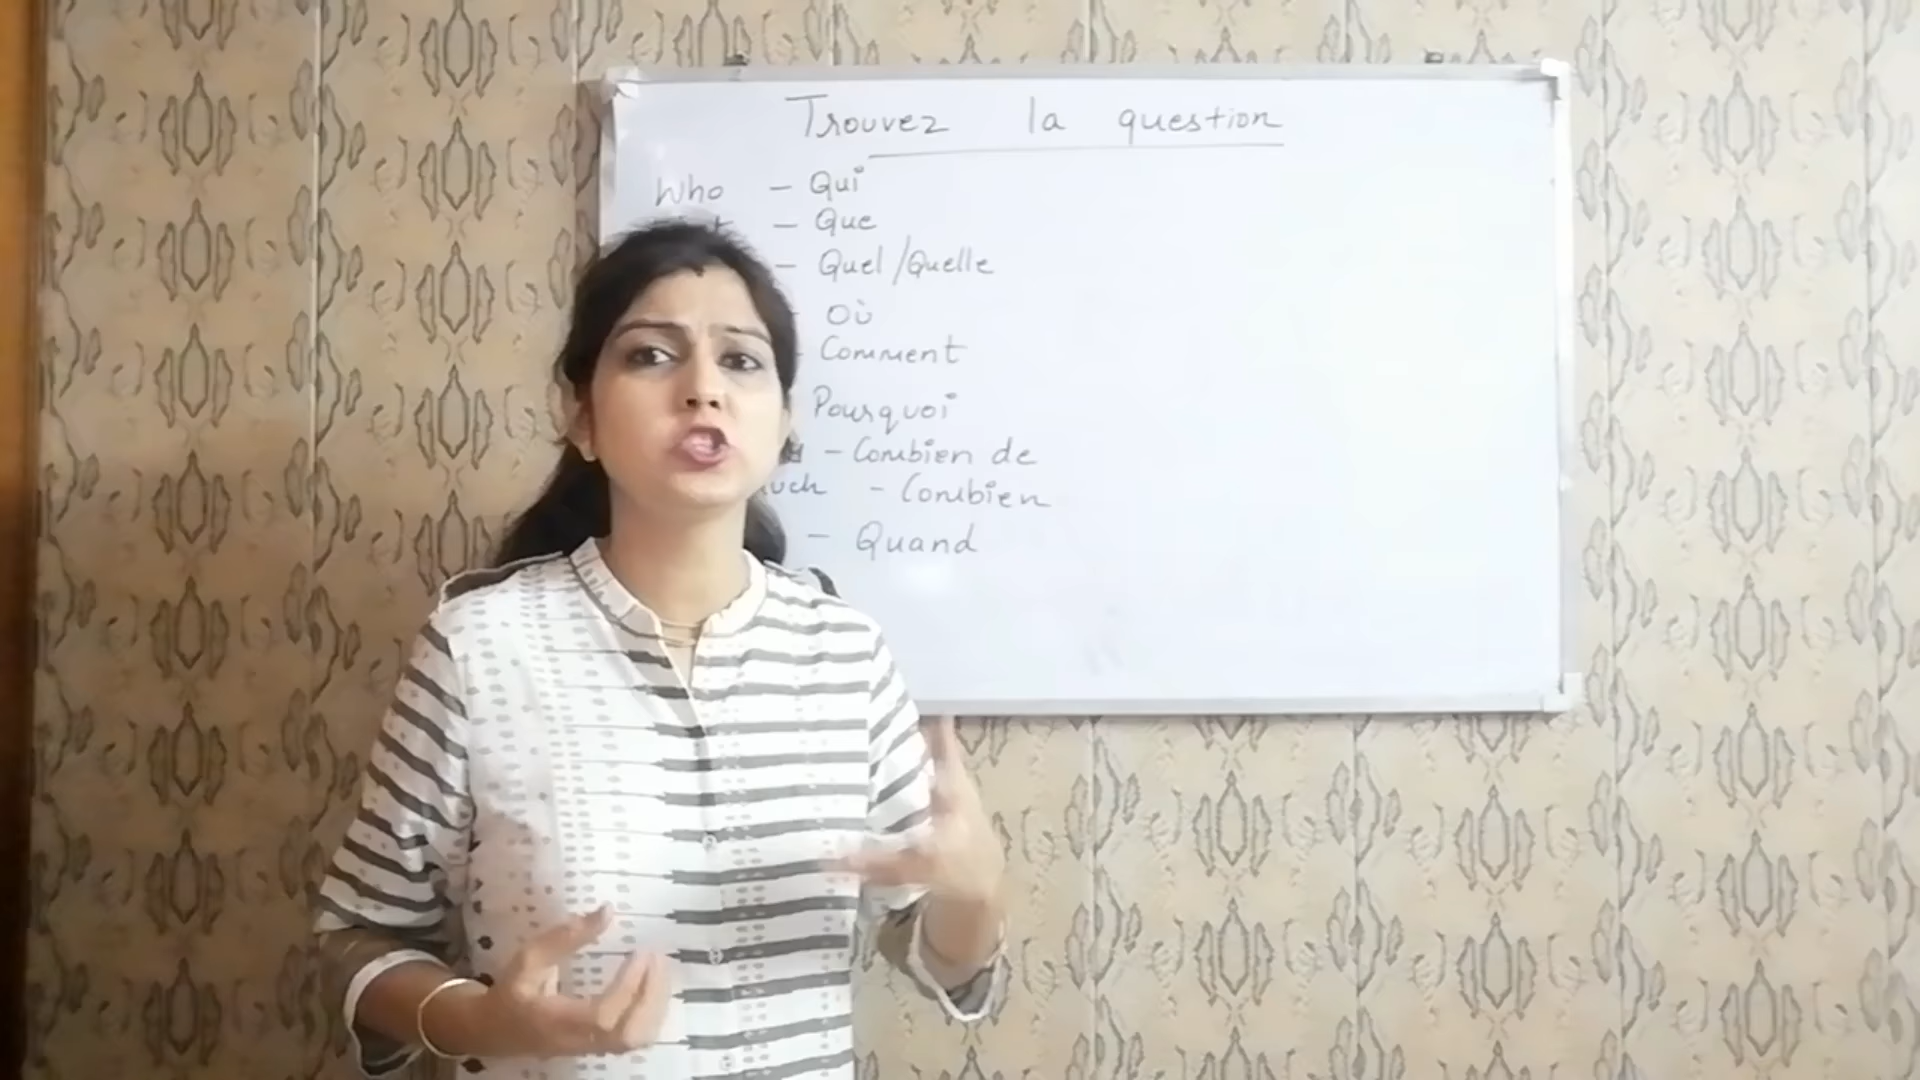 Trouvez la question
Who - Qui
- Que
- Quel/Quelle
Où
- Comment
Pourquoi
- Combien de
- Combien
- Quand